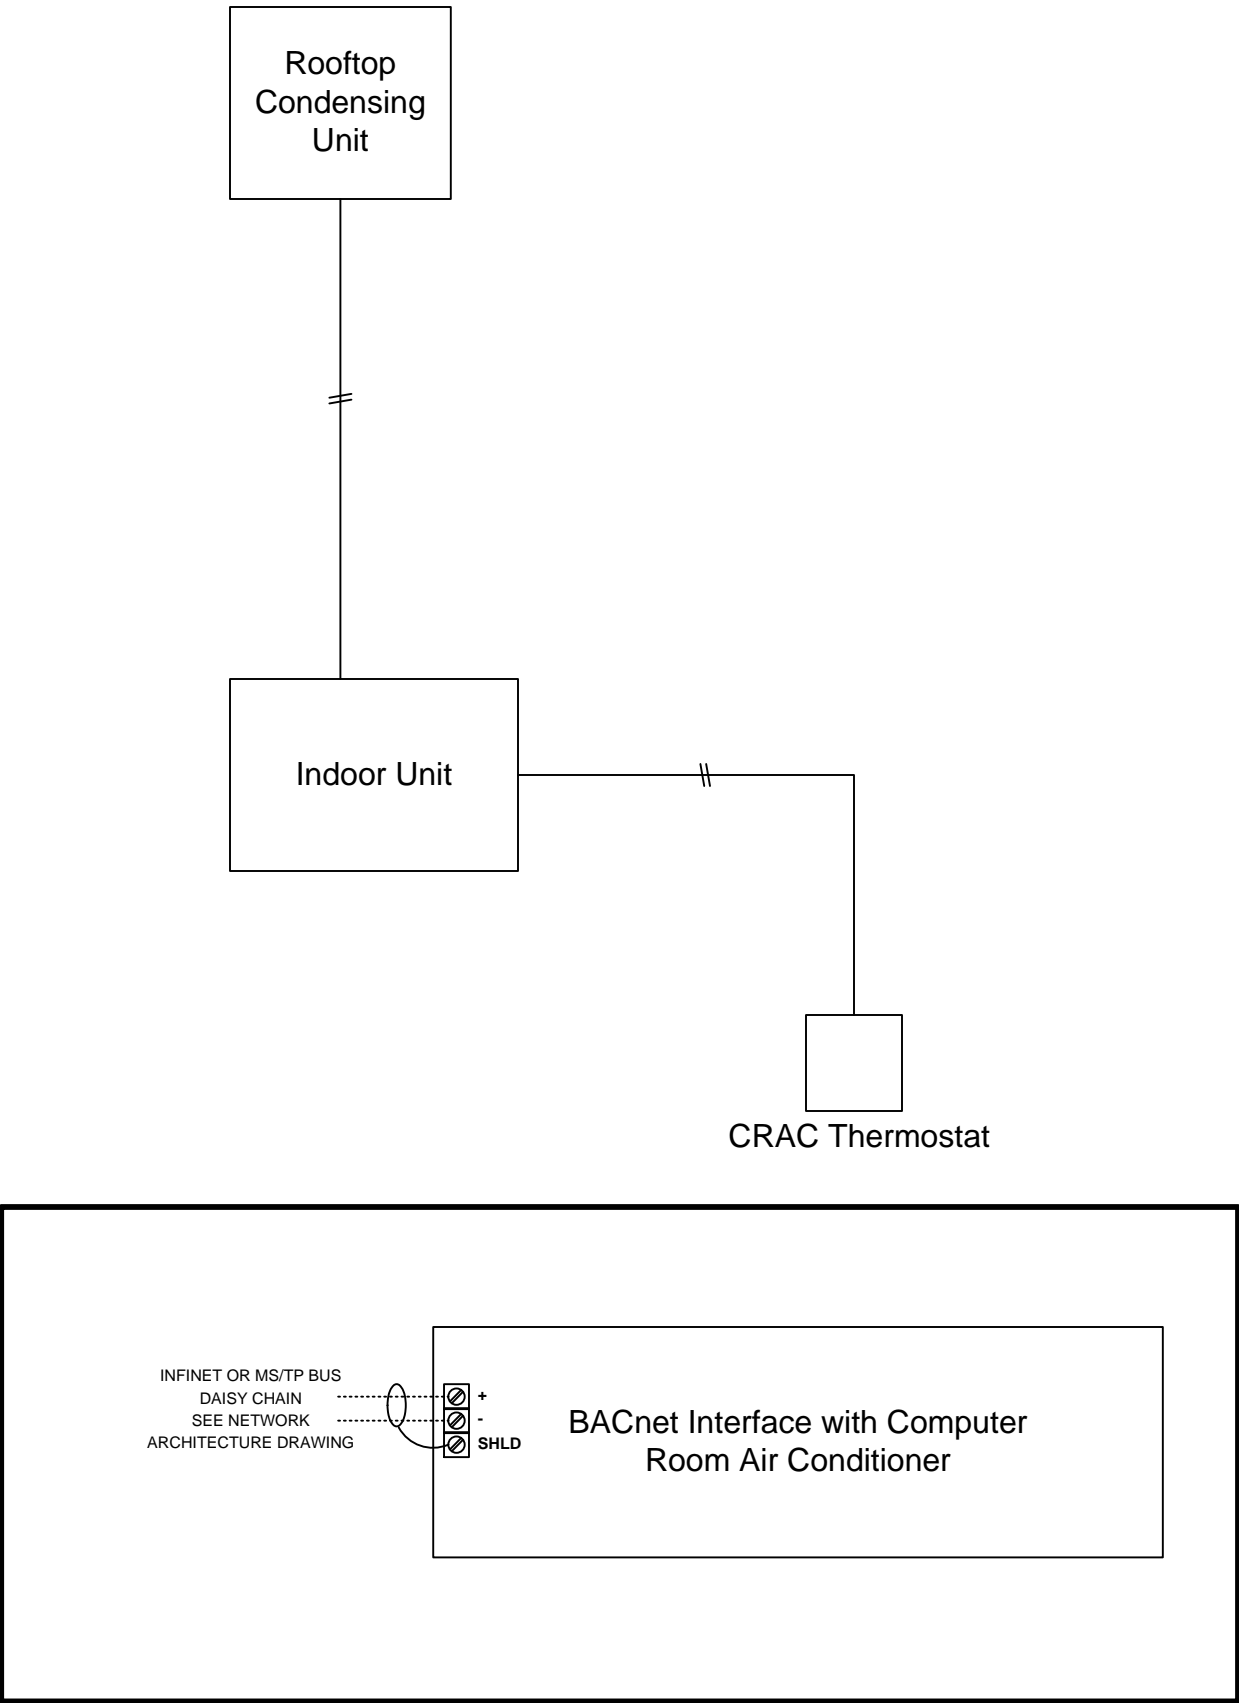 Rooftop
Condensing
Unit
Indoor Unit
CRAC Thermostat
INFINET OR MS/TP BUS
DAISY CHAIN
SEE NETWORK
ARCHITECTURE DRAWING
+
-
SHLD
BACnet Interface with Computer
Room Air Conditioner